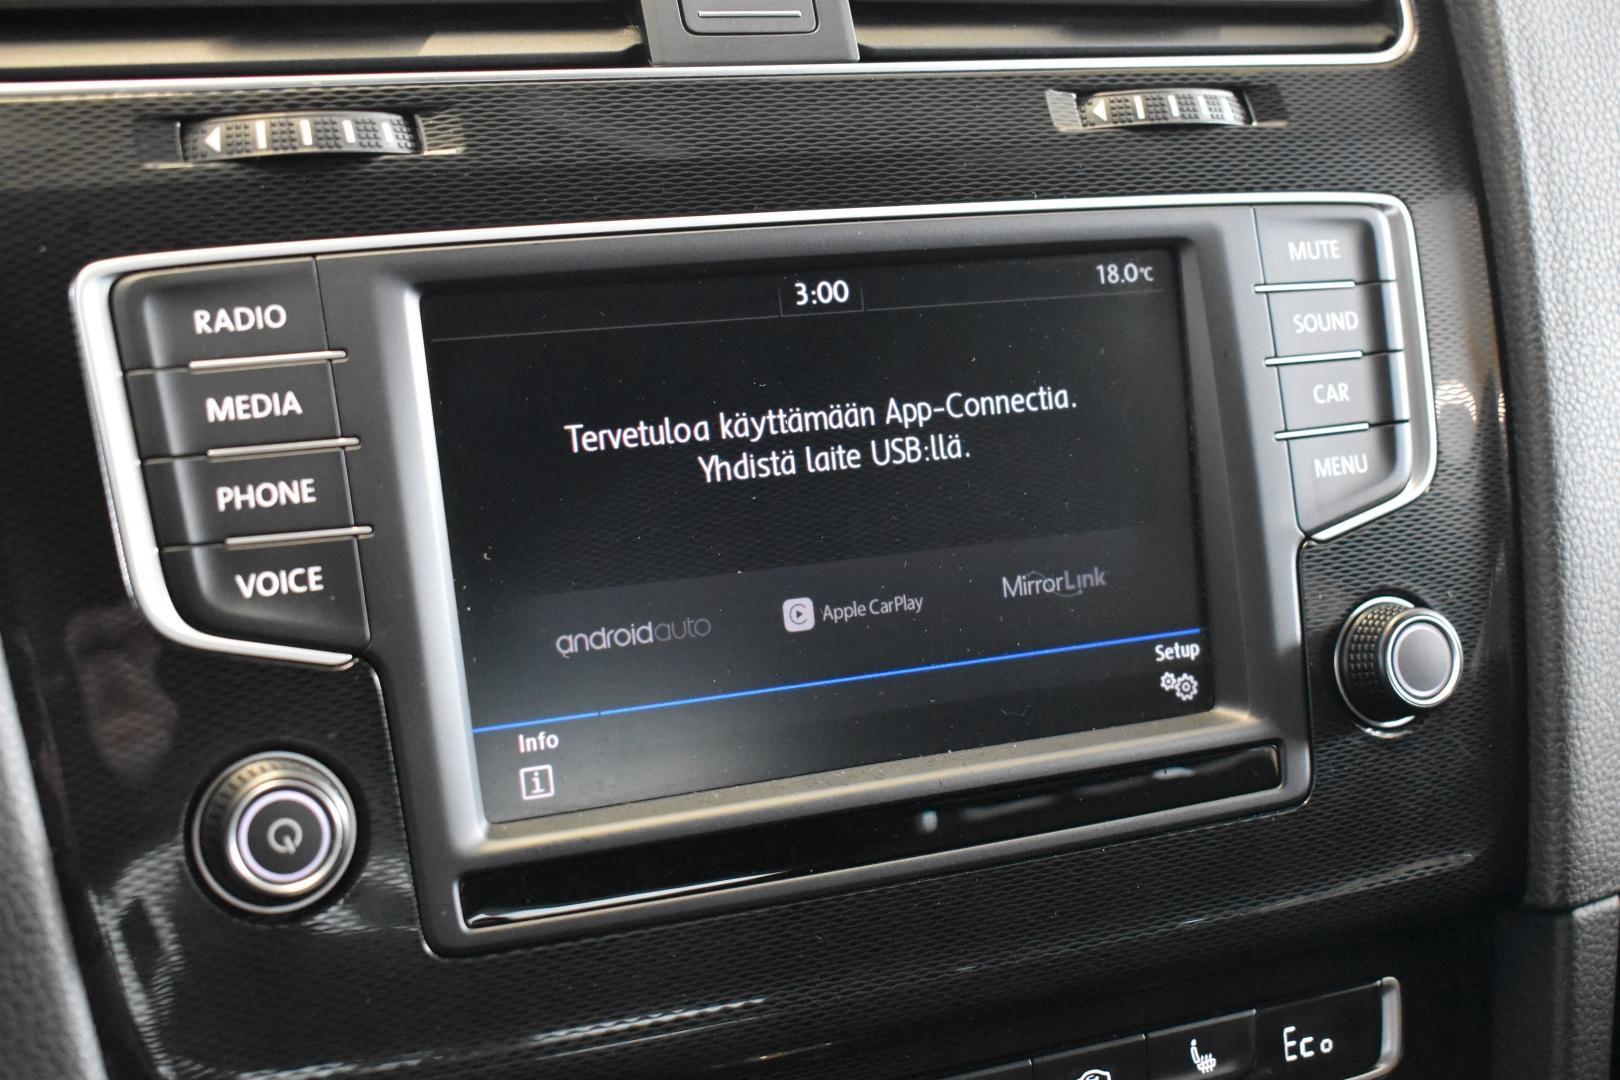 RADIO
MEDIA
PHONE
VOICE
3:00
18.0°C
Tervetuloa käyttämään App-Connectia.
Yhdistä laite USB:llä.
androidauto
Apple CarPlay
MirrorLink
Setup
Info
i
MUTE
SOUND
CAR
MENU
Eco